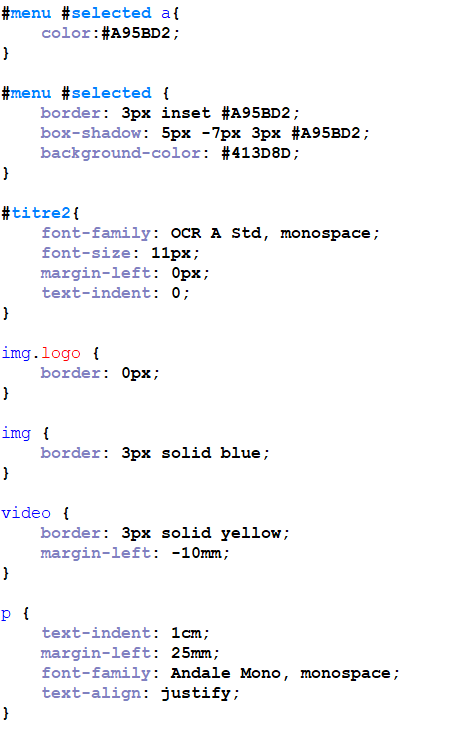 #menu #selected a{
    color:#A95BD2;
}

#menu #selected {
    border: 3px inset #A95BD2;
    box-shadow: 5px -7px 3px #A95BD2;
    background-color: #413D8D;
}

#titre2{
    font-family: OCR A Std, monospace;
    font-size: 11px;
    margin-left: 0px;
    text-indent: 0;
}

img.logo {
    border: 0px;
}

img {
    border: 3px solid blue;
}

video {
    border: 3px solid yellow;
    margin-left: -10mm;
}

p {
    text-indent: 1cm;
    margin-left: 25mm;
    font-family: Andale Mono, monospace;
    text-align: justify;
}